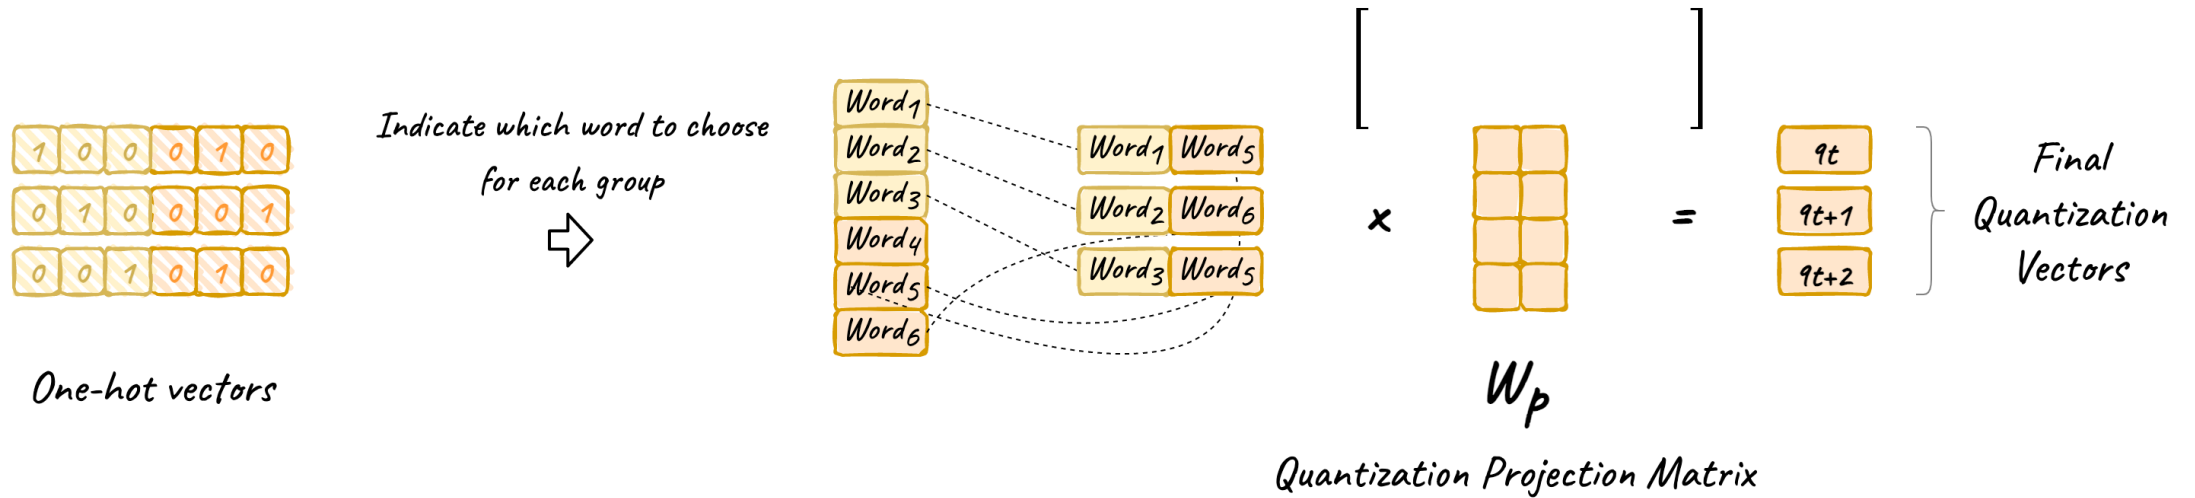 1 0 0 0 1 0
0 1 0 0 0 1
0 0 1 0 1 0
One-hot vectors
Indicate which word to choose
for each group
Word1
Word2
Word3
Word4
Word5
Word6
Word1 Word5
Word2 Word6
Word3 Word5
[ ]
x
Wp
Quantization Projection Matrix
=
qt
qt+1
qt+2
Final
Quantization
Vectors